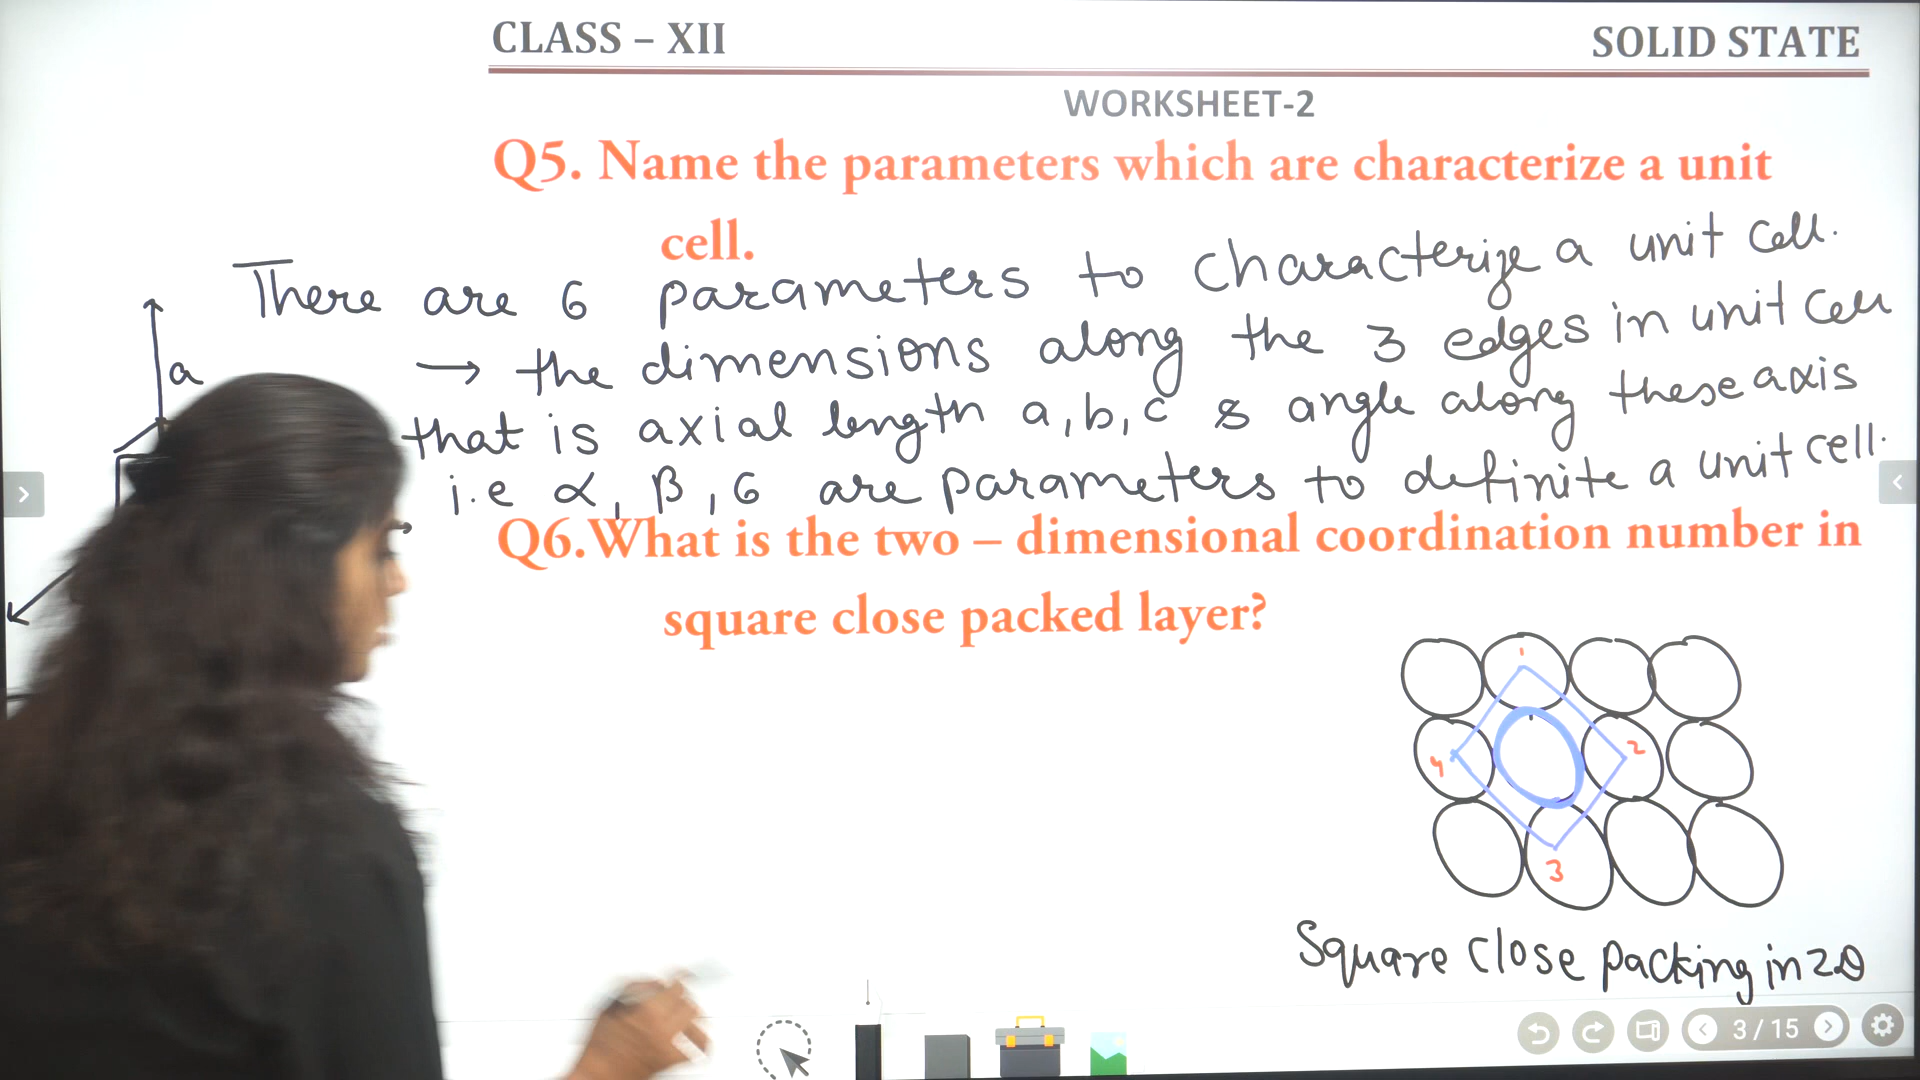 CLASS – XII
SOLID STATE
WORKSHEET-2
Q5. Name the parameters which are characterize a unit
cell.
There are 6 parameters to characterize a unit cell.
→ the dimensions along the 3 edges in unit cell
that is axial length a, b, c & angle along these axis
i.e α, β, 6 are parameters to definite a unit cell.
a
Q6.What is the two – dimensional coordination number in
square close packed layer?
1
4
2
3
Square close packing in 2D
3 / 15